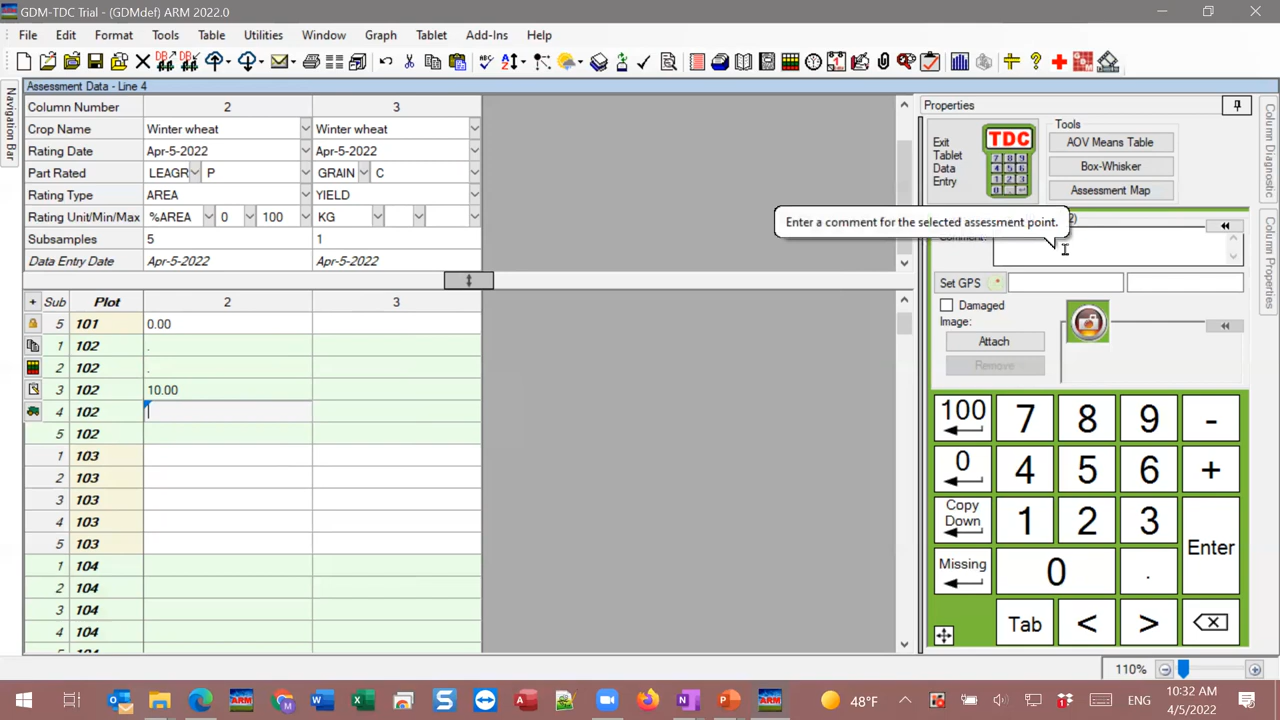 GDM-TDC Trial - (GDMdef) ARM 2022.0
File Edit Format Tools Table Utilities Window Graph Tablet Add-Ins Help
Navigation Bar
Assessment Data - Line 4
Column Number 2 3
Crop Name Winter wheat Winter wheat
Rating Date Apr-5-2022 Apr-5-2022
Part Rated LEAGR P GRAIN C
Rating Type AREA YIELD
Rating Unit/Min/Max %AREA 0 100 KG
Subsamples 5 1
Data Entry Date Apr-5-2022 Apr-5-2022
+ Sub Plot 2 3
5 101 0.00
1 102 .
2 102 .
3 102 10.00
4 102
5 102
1 103
2 103
3 103
4 103
5 103
1 104
2 104
3 104
4 104
Properties
Exit Tablet Data Entry
TDC
Tools
AOV Means Table
Box-Whisker
Assessment Map
Enter a comment for the selected assessment point.
Comment:
Set GPS *
Damaged
Image:
Attach
Remove
100 7 8 9 -
0 4 5 6 +
Copy Down 1 2 3 Enter
Missing 0 .
Tab < >
Column Diagnostic
Column Properties
110%
48°F ENG
10:32 AM
4/5/2022